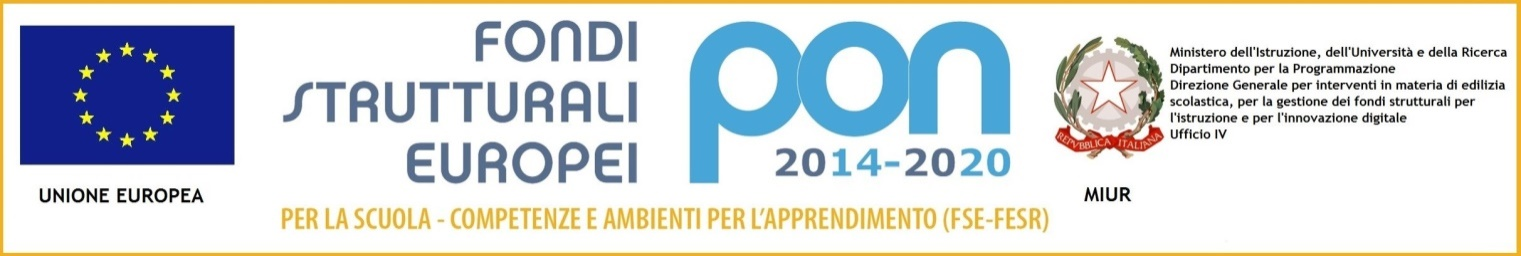 UNIONE EUROPEA
FONDI
STRUTTURALI
EUROPEI
pon
2014-2020
PER LA SCUOLA - COMPETENZE E AMBIENTI PER L'APPRENDIMENTO (FSE-FESR)
REPVBBLICA ITALIANA
MIUR
Ministero dell'Istruzione, dell'Università e della Ricerca
Dipartimento per la Programmazione
Direzione Generale per interventi in materia di edilizia
scolastica, per la gestione dei fondi strutturali per
l'istruzione e per l'innovazione digitale
Ufficio IV